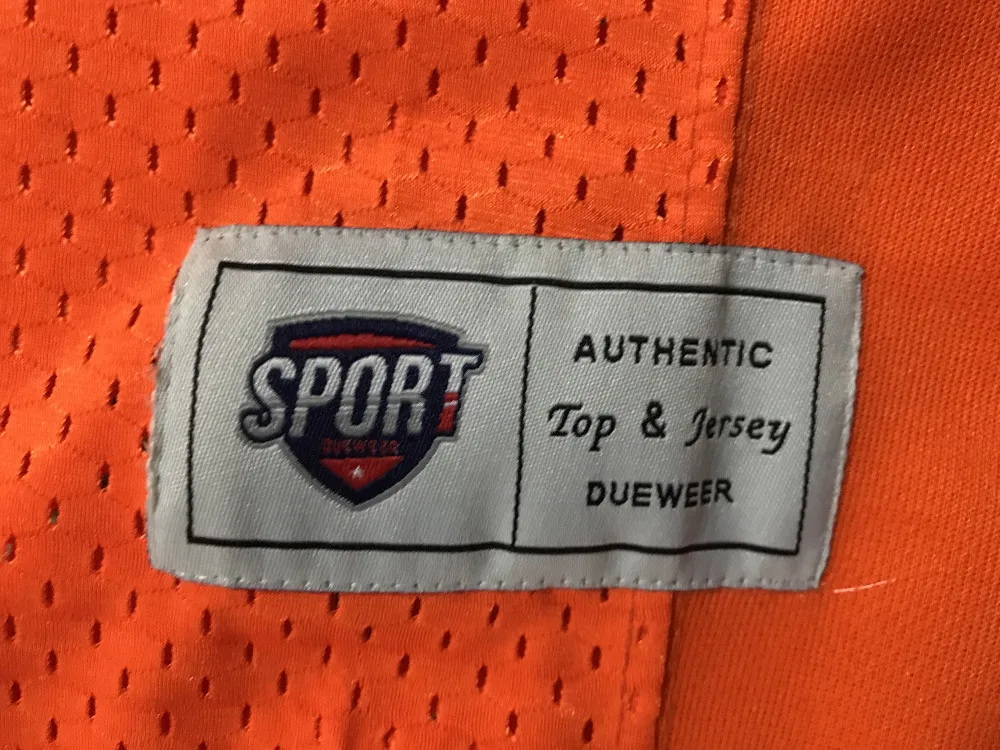 SPORT
DUEWEER
AUTHENTIC
Top & Jersey
DUEWEER